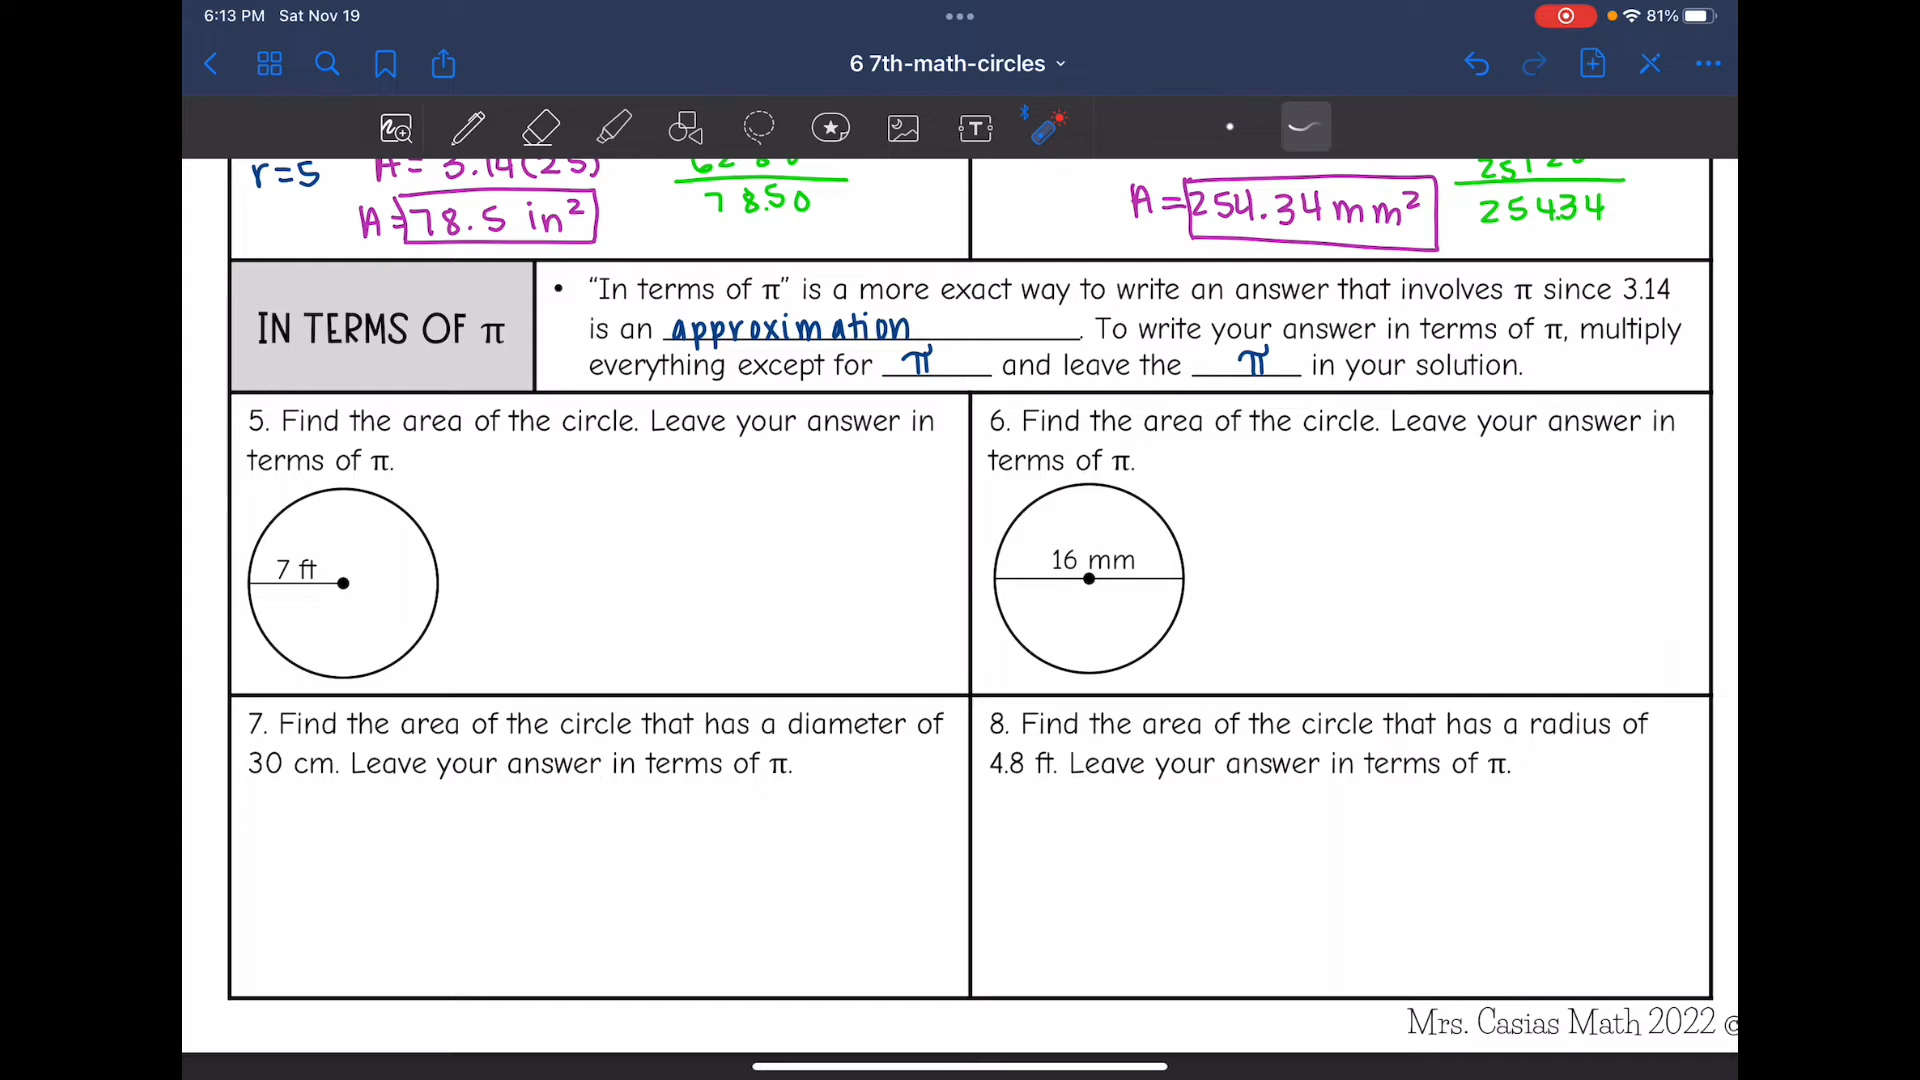 6:13 PM Sat Nov 19
81%
6 7th-math-circles
T
r=5
A = 3.14(25)
78.50
A = 78.5 in²
A = 254.34 mm²
254.34
IN TERMS OF π
• “In terms of π” is a more exact way to write an answer that involves π since 3.14
is an approximation. To write your answer in terms of π, multiply
everything except for π and leave the π in your solution.
5. Find the area of the circle. Leave your answer in
terms of π.
7 ft
6. Find the area of the circle. Leave your answer in
terms of π.
16 mm
7. Find the area of the circle that has a diameter of
30 cm. Leave your answer in terms of π.
8. Find the area of the circle that has a radius of
4.8 ft. Leave your answer in terms of π.
Mrs. Casias Math 2022 ©